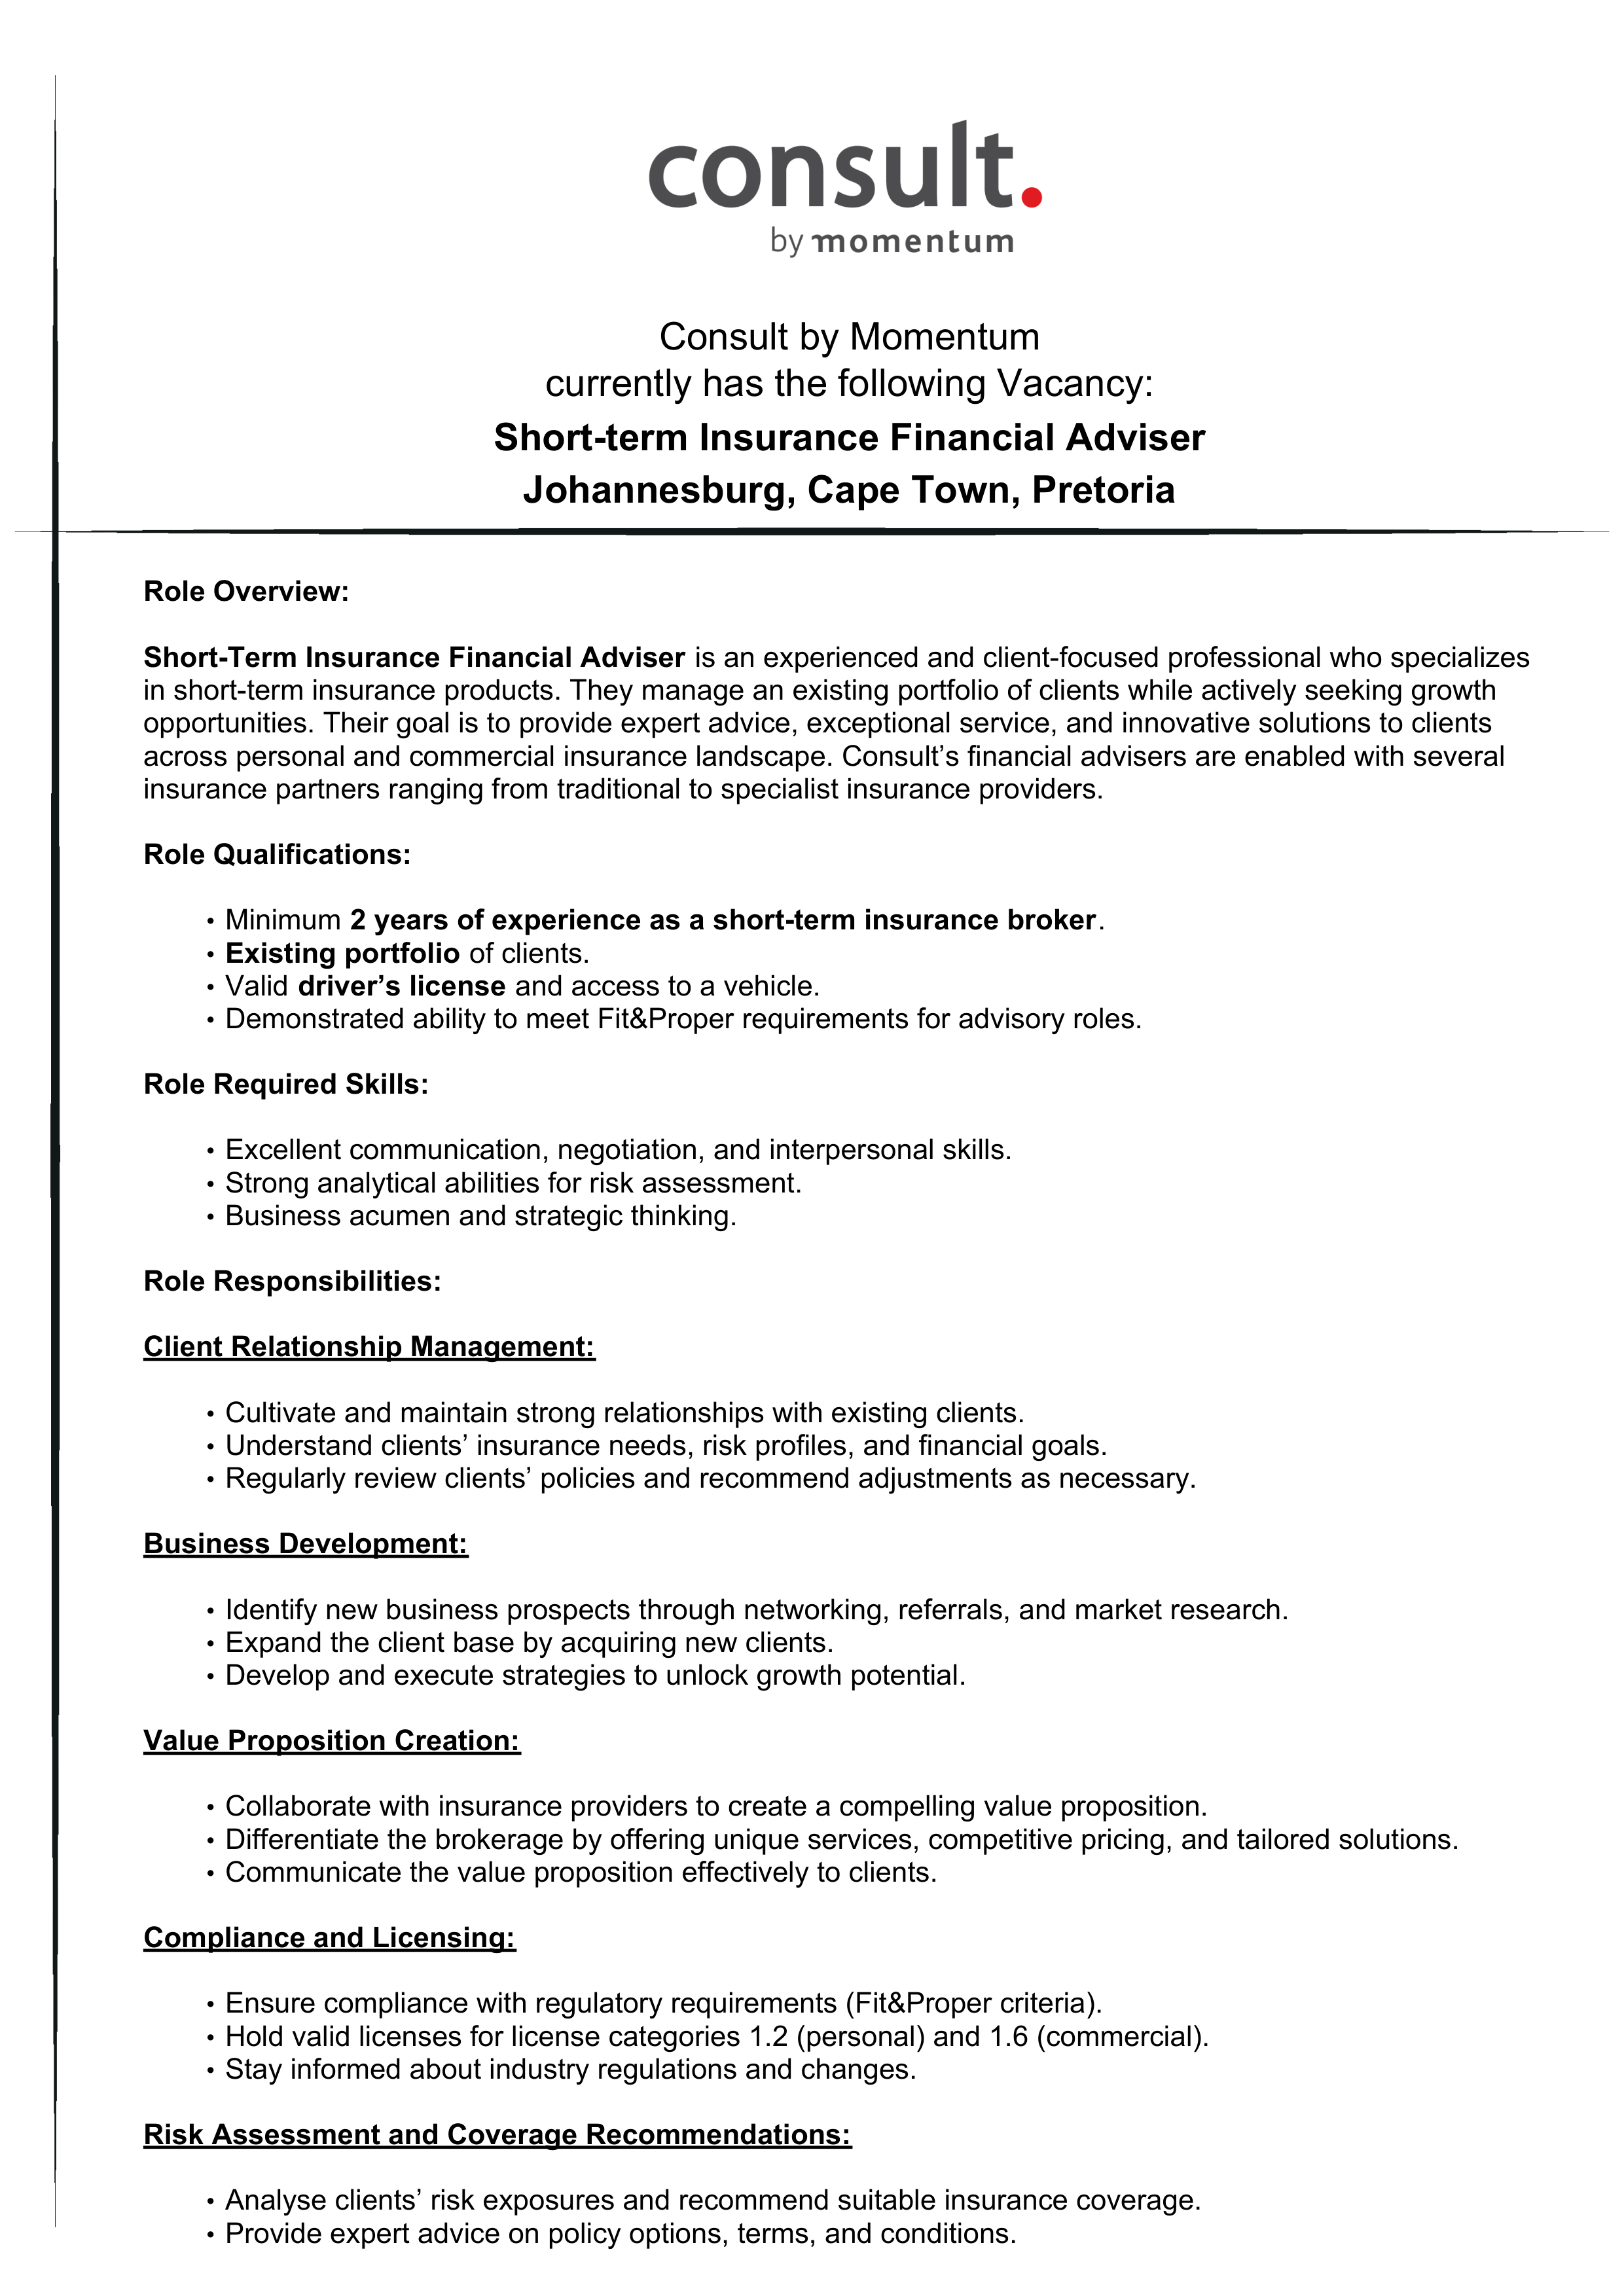 consult.
by momentum
Consult by Momentum
currently has the following Vacancy:
Short-term Insurance Financial Adviser
Johannesburg, Cape Town, Pretoria
Role Overview:
Short-Term Insurance Financial Adviser is an experienced and client-focused professional who specializes
in short-term insurance products. They manage an existing portfolio of clients while actively seeking growth
opportunities. Their goal is to provide expert advice, exceptional service, and innovative solutions to clients
across personal and commercial insurance landscape. Consult’s financial advisers are enabled with several
insurance partners ranging from traditional to specialist insurance providers.
Role Qualifications:
• Minimum 2 years of experience as a short-term insurance broker.
• Existing portfolio of clients.
• Valid driver’s license and access to a vehicle.
• Demonstrated ability to meet Fit&Proper requirements for advisory roles.
Role Required Skills:
• Excellent communication, negotiation, and interpersonal skills.
• Strong analytical abilities for risk assessment.
• Business acumen and strategic thinking.
Role Responsibilities:
Client Relationship Management:
• Cultivate and maintain strong relationships with existing clients.
• Understand clients’ insurance needs, risk profiles, and financial goals.
• Regularly review clients’ policies and recommend adjustments as necessary.
Business Development:
• Identify new business prospects through networking, referrals, and market research.
• Expand the client base by acquiring new clients.
• Develop and execute strategies to unlock growth potential.
Value Proposition Creation:
• Collaborate with insurance providers to create a compelling value proposition.
• Differentiate the brokerage by offering unique services, competitive pricing, and tailored solutions.
• Communicate the value proposition effectively to clients.
Compliance and Licensing:
• Ensure compliance with regulatory requirements (Fit&Proper criteria).
• Hold valid licenses for license categories 1.2 (personal) and 1.6 (commercial).
• Stay informed about industry regulations and changes.
Risk Assessment and Coverage Recommendations:
• Analyse clients’ risk exposures and recommend suitable insurance coverage.
• Provide expert advice on policy options, terms, and conditions.